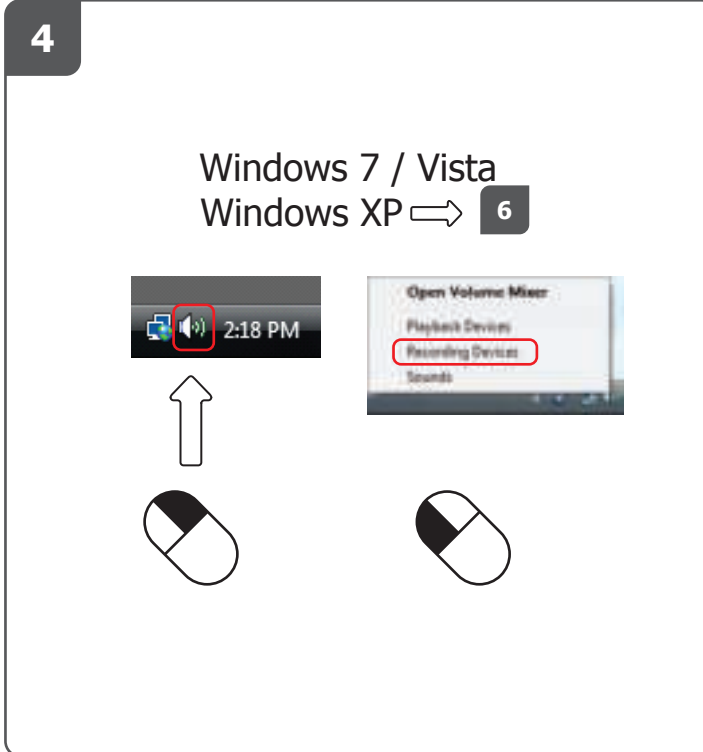 4
Windows 7 / Vista
Windows XP 6
2:18 PM
Open Volume Mixer
Playback Devices
Recording Devices
Sounds